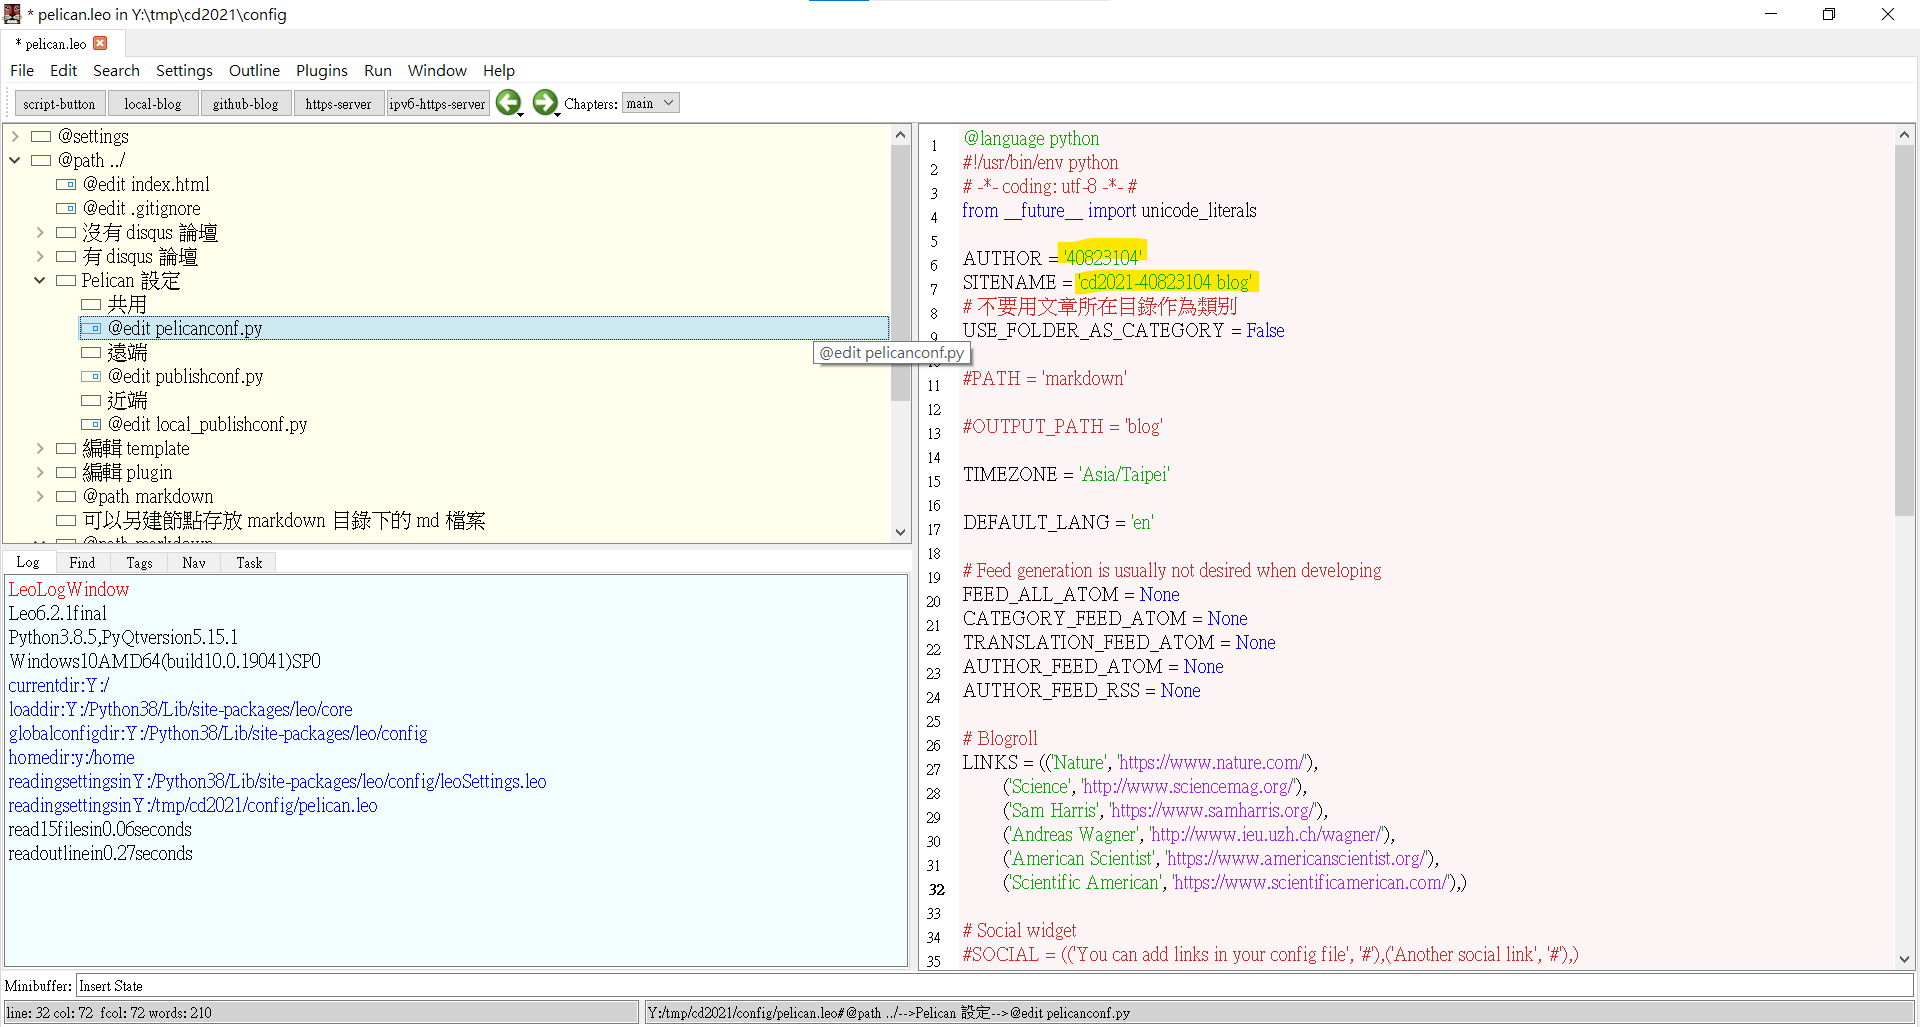 * pelican.leo in Y:\tmp\cd2021\config
* pelican.leo
File Edit Search Settings Outline Plugins Run Window Help
script-button local-blog github-blog https-server ipv6-https-server Chapters: main
@settings
@path ../
@edit index.html
@edit .gitignore
沒有 disqus 論壇
有 disqus 論壇
Pelican 設定
共用
@edit pelicanconf.py
遠端
@edit publishconf.py
近端
@edit local_publishconf.py
編輯 template
編輯 plugin
@path markdown
可以另建節點存放 markdown 目錄下的 md 檔案
@path markdown
@edit pelicanconf.py
Log Find Tags Nav Task
LeoLogWindow
Leo6.2.1final
Python3.8.5,PyQtversion5.15.1
Windows10AMD64(build10.0.19041)SP0
currentdir:Y:/
loaddir:Y:/Python38/Lib/site-packages/leo/core
globalconfigdir:Y:/Python38/Lib/site-packages/leo/config
homedir:y:/home
readingsettingsinY:/Python38/Lib/site-packages/leo/config/leoSettings.leo
readingsettingsinY:/tmp/cd2021/config/pelican.leo
read15filesin0.06seconds
readoutlinein0.27seconds
1 @language python
2 #!/usr/bin/env python
3 # -*- coding: utf-8 -*- #
4 from __future__ import unicode_literals
5
6 AUTHOR = '40823104'
7 SITENAME = 'cd2021-40823104 blog'
8 # 不要用文章所在目錄作為類別
9 USE_FOLDER_AS_CATEGORY = False
10
11 #PATH = 'markdown'
12
13 #OUTPUT_PATH = 'blog'
14
15 TIMEZONE = 'Asia/Taipei'
16
17 DEFAULT_LANG = 'en'
18
19 # Feed generation is usually not desired when developing
20 FEED_ALL_ATOM = None
21 CATEGORY_FEED_ATOM = None
22 TRANSLATION_FEED_ATOM = None
23 AUTHOR_FEED_ATOM = None
24 AUTHOR_FEED_RSS = None
25
26 # Blogroll
27 LINKS = (('Nature', 'https://www.nature.com/'),
28 ('Science', 'http://www.sciencemag.org/'),
29 ('Sam Harris', 'https://www.samharris.org/'),
30 ('Andreas Wagner', 'http://www.ieu.uzh.ch/wagner/'),
31 ('American Scientist', 'https://www.americanscientist.org/'),
32 ('Scientific American', 'https://www.scientificamerican.com/'),)
33
34 # Social widget
35 #SOCIAL = (('You can add links in your config file', '#'),('Another social link', '#'),)
Minibuffer: Insert State
line: 32 col: 72 fcol: 72 words: 210
Y:/tmp/cd2021/config/pelican.leo#@path ../-->Pelican 設定-->@edit pelicanconf.py